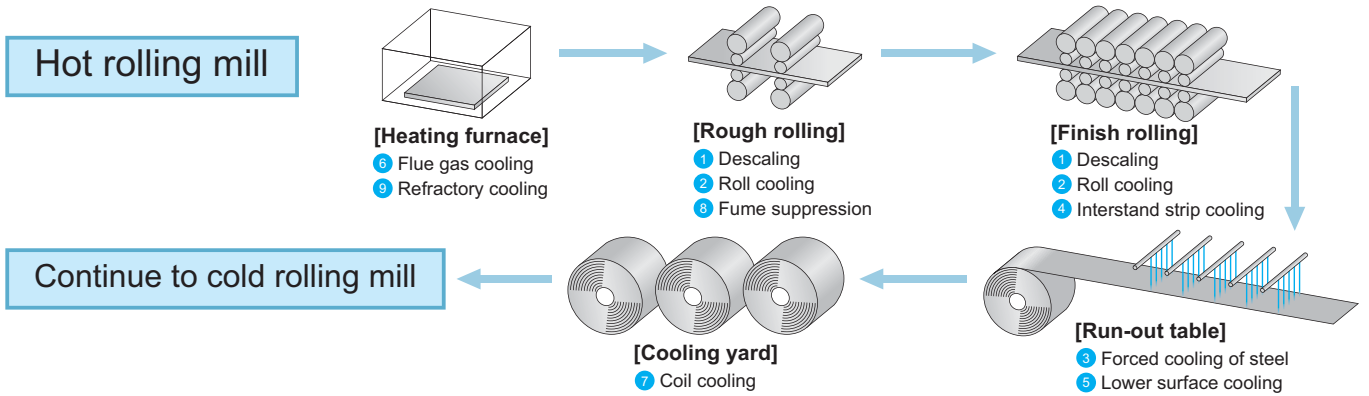 Hot rolling mill
[Heating furnace]
6 Flue gas cooling
9 Refractory cooling
[Rough rolling]
1 Descaling
2 Roll cooling
8 Fume suppression
[Finish rolling]
1 Descaling
2 Roll cooling
4 Interstand strip cooling
[Run-out table]
3 Forced cooling of steel
5 Lower surface cooling
[Cooling yard]
7 Coil cooling
Continue to cold rolling mill